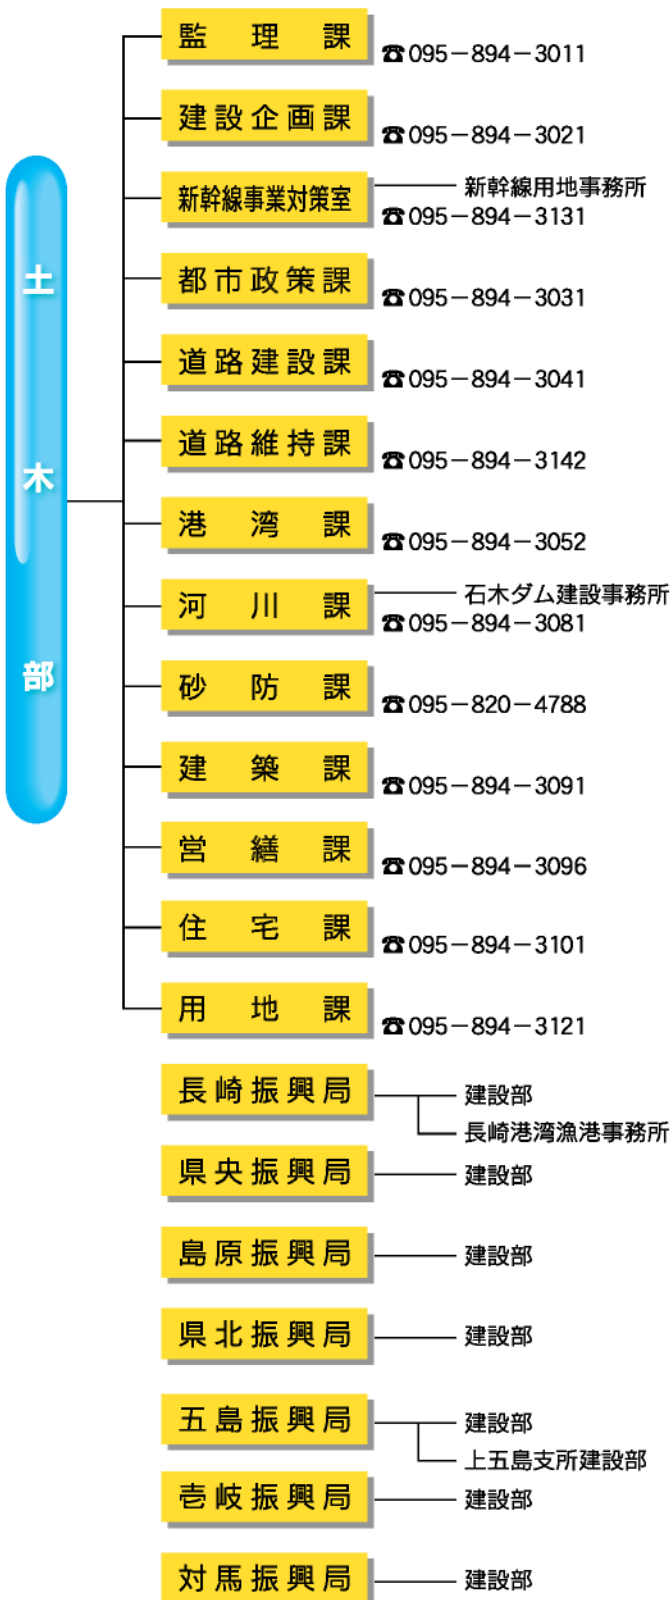 土木部
監理課
☎095－894－3011
建設企画課
☎095－894－3021
新幹線事業対策室
新幹線用地事務所
☎095－894－3131
都市政策課
☎095－894－3031
道路建設課
☎095－894－3041
道路維持課
☎095－894－3142
港湾課
☎095－894－3052
河川課
石木ダム建設事務所
☎095－894－3081
砂防課
☎095－820－4788
建築課
☎095－894－3091
営繕課
☎095－894－3096
住宅課
☎095－894－3101
用地課
☎095－894－3121
長崎振興局
建設部
長崎港湾漁港事務所
県央振興局
建設部
島原振興局
建設部
県北振興局
建設部
五島振興局
建設部
上五島支所建設部
壱岐振興局
建設部
対馬振興局
建設部